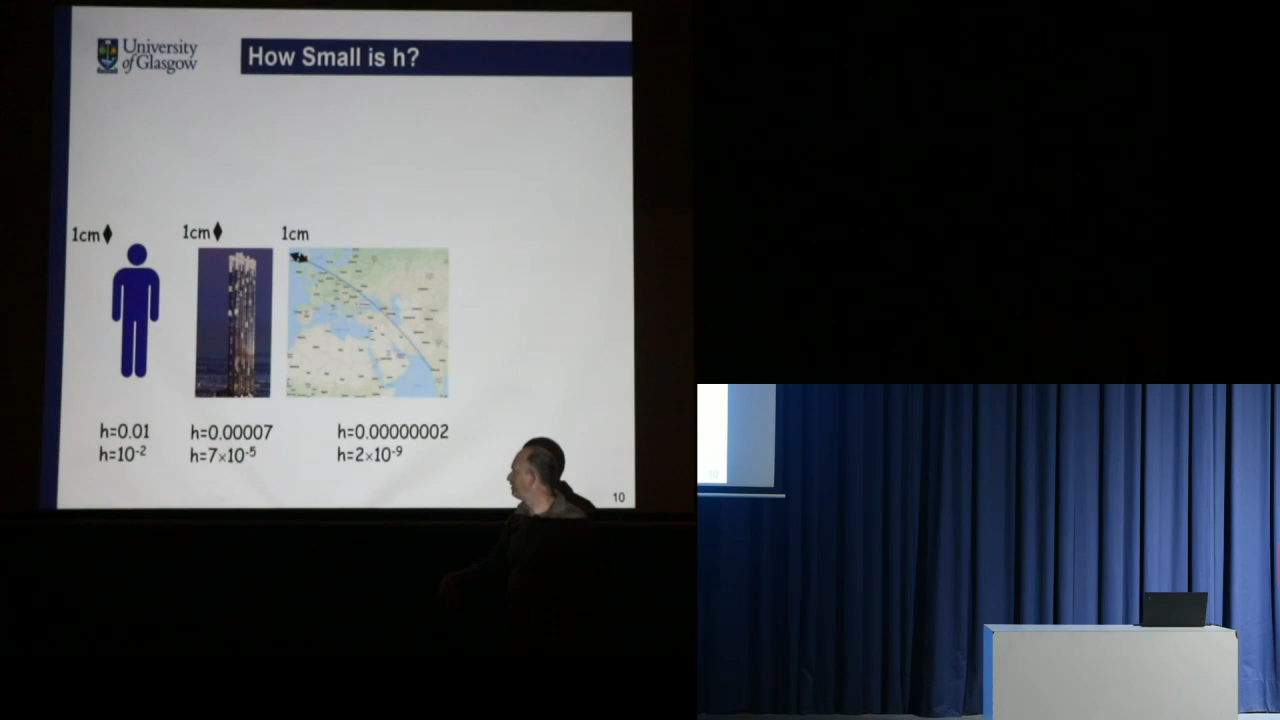 University
of Glasgow
How Small is h?
1cm
1cm
1cm
h=0.01
h=10⁻²
h=0.00007
h=7×10⁻⁵
h=0.00000002
h=2×10⁻⁹
10
10